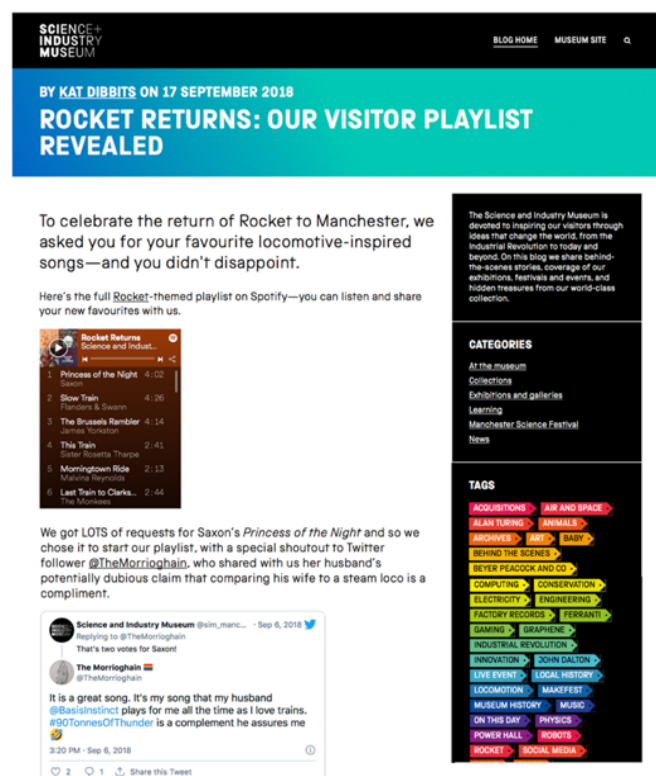 SCIENCE+
INDUSTRY
MUSEUM
BLOG HOME
MUSEUM SITE
BY KAT DIBBITS ON 17 SEPTEMBER 2018
ROCKET RETURNS: OUR VISITOR PLAYLIST
REVEALED
To celebrate the return of Rocket to Manchester, we
asked you for your favourite locomotive-inspired
songs—and you didn't disappoint.
Here's the full Rocket-themed playlist on Spotify—you can listen and share
your new favourites with us.
Rocket Returns
Science and Indust...
1 Princess of the Night 4:02
Saxon
2 Slow Train 4:26
Flanders & Swann
3 The Brussels Rambler 4:14
James Yorkston
4 This Train 2:41
Sister Rosetta Tharpe
5 Morningtown Ride 2:13
Malvina Reynolds
6 Last Train to Clarks... 2:44
The Monkees
We got LOTS of requests for Saxon's Princess of the Night and so we
chose it to start our playlist, with a special shoutout to Twitter
follower @TheMorrioghain, who shared with us her husband's
potentially dubious claim that comparing his wife to a steam loco is a
compliment.
Science and Industry Museum @sim_manc... · Sep 6, 2018
Replying to @TheMorrioghain
That's two votes for Saxon!
The Morrioghain
@TheMorrioghain
It is a great song. It's my song that my husband
@BasisInstinct plays for me all the time as I love trains.
#90TonnesOfThunder is a complement he assures me
🤣
3:20 PM · Sep 6, 2018
2 1 Share this Tweet
The Science and Industry Museum is
devoted to inspiring our visitors through
ideas that change the world, from the
Industrial Revolution to today and
beyond. On this blog we share behind-
the-scenes stories, coverage of our
exhibitions, festivals and events, and
hidden treasures from our world-class
collection.
CATEGORIES
At the museum
Collections
Exhibitions and galleries
Learning
Manchester Science Festival
News
TAGS
ACQUISITIONS AIR AND SPACE
ALAN TURING ANIMALS
ARCHIVES ART BABY
BEHIND THE SCENES
BEYER PEACOCK AND CO
COMPUTING CONSERVATION
ELECTRICITY ENGINEERING
FACTORY RECORDS FERRANTI
GAMING GRAPHENE
INDUSTRIAL REVOLUTION
INNOVATION JOHN DALTON
LIVE EVENT LOCAL HISTORY
LOCOMOTION MAKEFEST
MUSEUM HISTORY MUSIC
ON THIS DAY PHYSICS
POWER HALL ROBOTS
ROCKET SOCIAL MEDIA